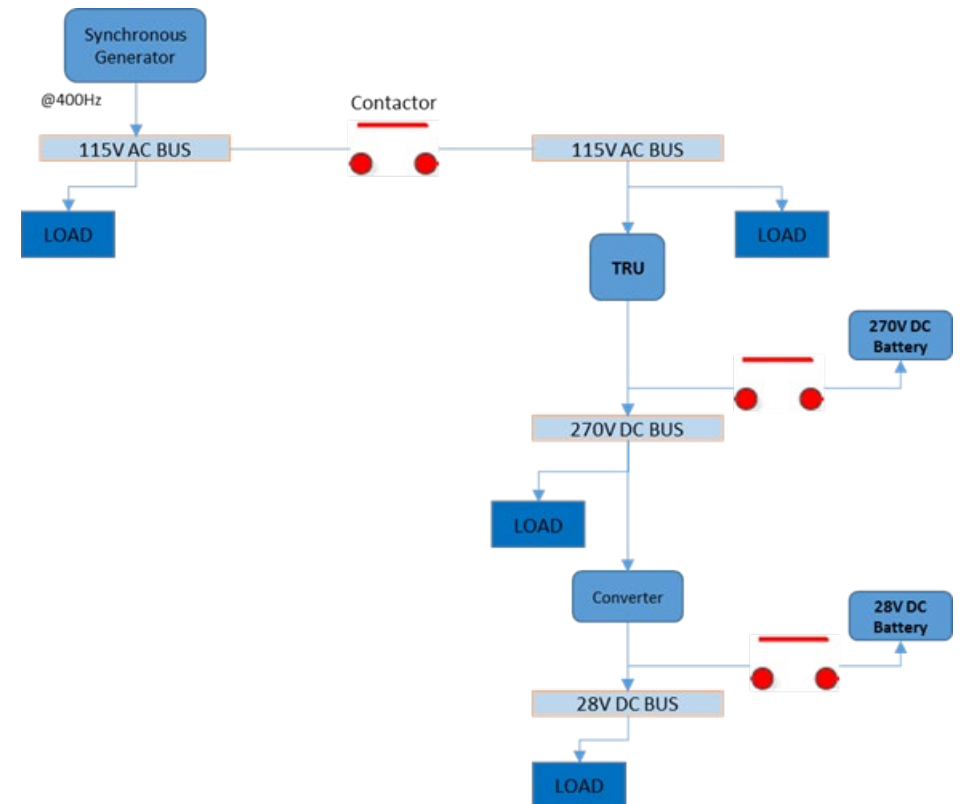 Synchronous
Generator
@400Hz
Contactor
115V AC BUS
115V AC BUS
LOAD
LOAD
TRU
270V DC
Battery
270V DC BUS
LOAD
Converter
28V DC
Battery
28V DC BUS
LOAD